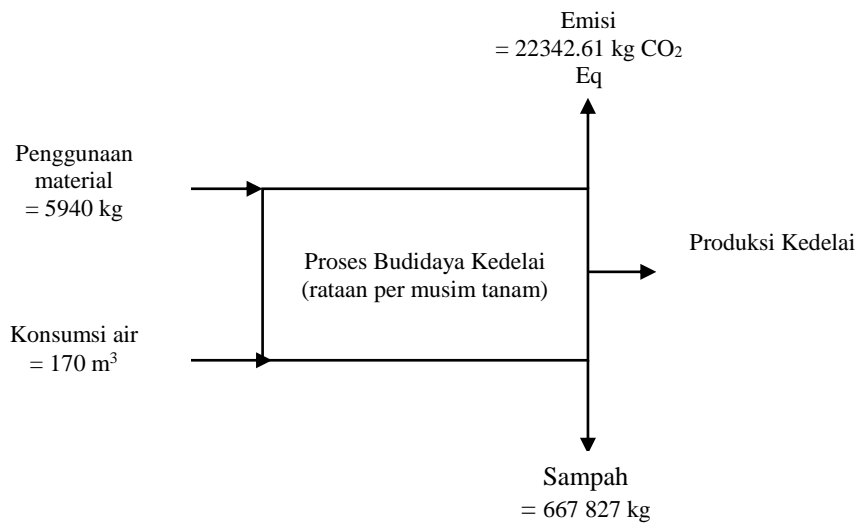 Emisi
= 22342.61 kg CO₂
Eq
Penggunaan
material
= 5940 kg
Proses Budidaya Kedelai
(rataan per musim tanam)
Produksi Kedelai
Konsumsi air
= 170 m³
Sampah
= 667 827 kg